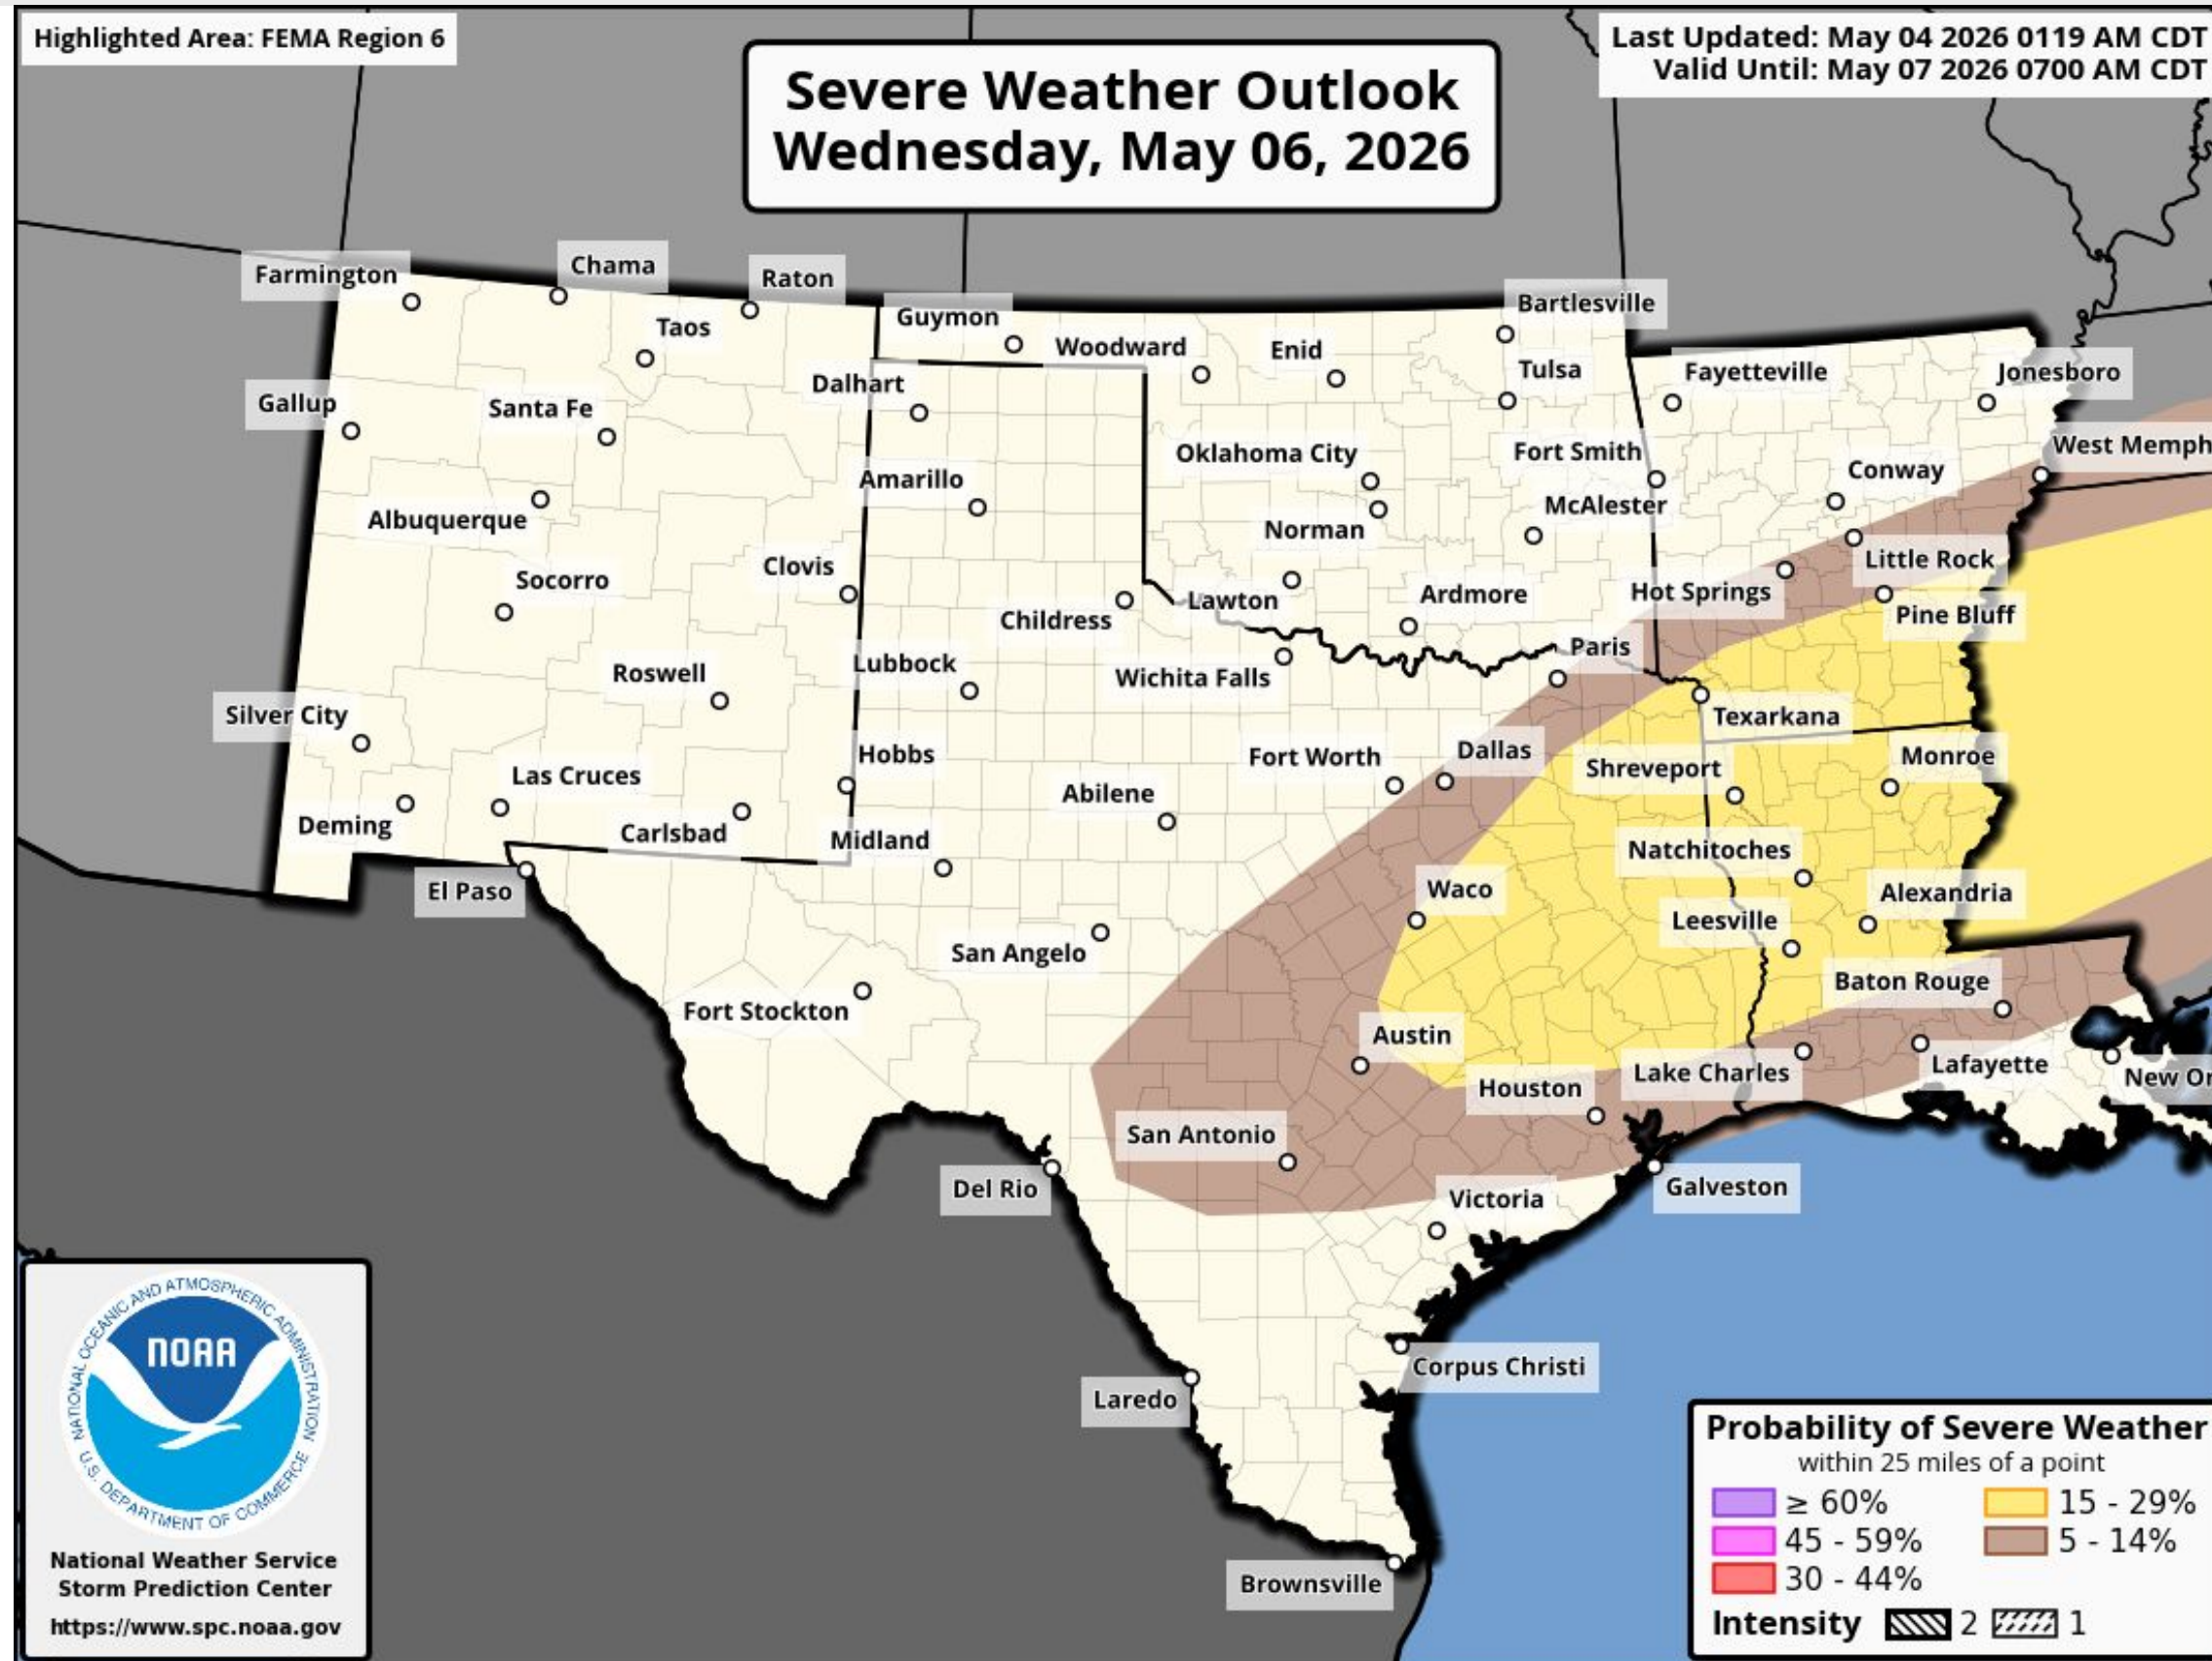 Highlighted Area: FEMA Region 6
Severe Weather Outlook
Wednesday, May 06, 2026
Last Updated: May 04 2026 0119 AM CDT
Valid Until: May 07 2026 0700 AM CDT
Farmington
Chama
Raton
Taos
Guymon
Woodward
Enid
Bartlesville
Tulsa
Fayetteville
Jonesboro
Gallup
Santa Fe
Dalhart
Oklahoma City
Fort Smith
Conway
West Memph
Albuquerque
Amarillo
Norman
McAlester
Little Rock
Socorro
Clovis
Childress
Lawton
Ardmore
Hot Springs
Pine Bluff
Roswell
Lubbock
Wichita Falls
Paris
Texarkana
Silver City
Las Cruces
Hobbs
Abilene
Fort Worth
Dallas
Shreveport
Monroe
Deming
Carlsbad
Midland
Natchitoches
El Paso
Waco
Leesville
Alexandria
San Angelo
Baton Rouge
Fort Stockton
Austin
Houston
Lake Charles
Lafayette
New Or
San Antonio
Del Rio
Victoria
Galveston
Corpus Christi
Laredo
Brownsville
NATIONAL OCEANIC AND ATMOSPHERIC ADMINISTRATION
NOAA
U.S. DEPARTMENT OF COMMERCE
National Weather Service
Storm Prediction Center
https://www.spc.noaa.gov
Probability of Severe Weather
within 25 miles of a point
≥ 60% 15 - 29%
45 - 59% 5 - 14%
30 - 44%
Intensity 2 1